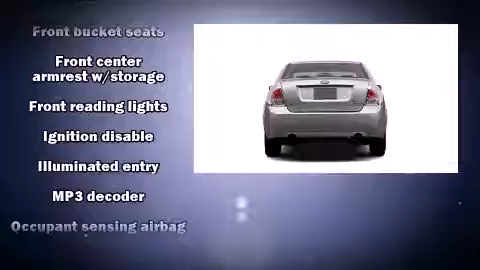 Front bucket seats
Front center
armrest w/storage
Front reading lights
Ignition disable
Illuminated entry
MP3 decoder
Occupant sensing airbag